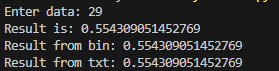 Enter data: 29
Result is: 0.554309051452769
Result from bin: 0.554309051452769
Result from txt: 0.554309051452769